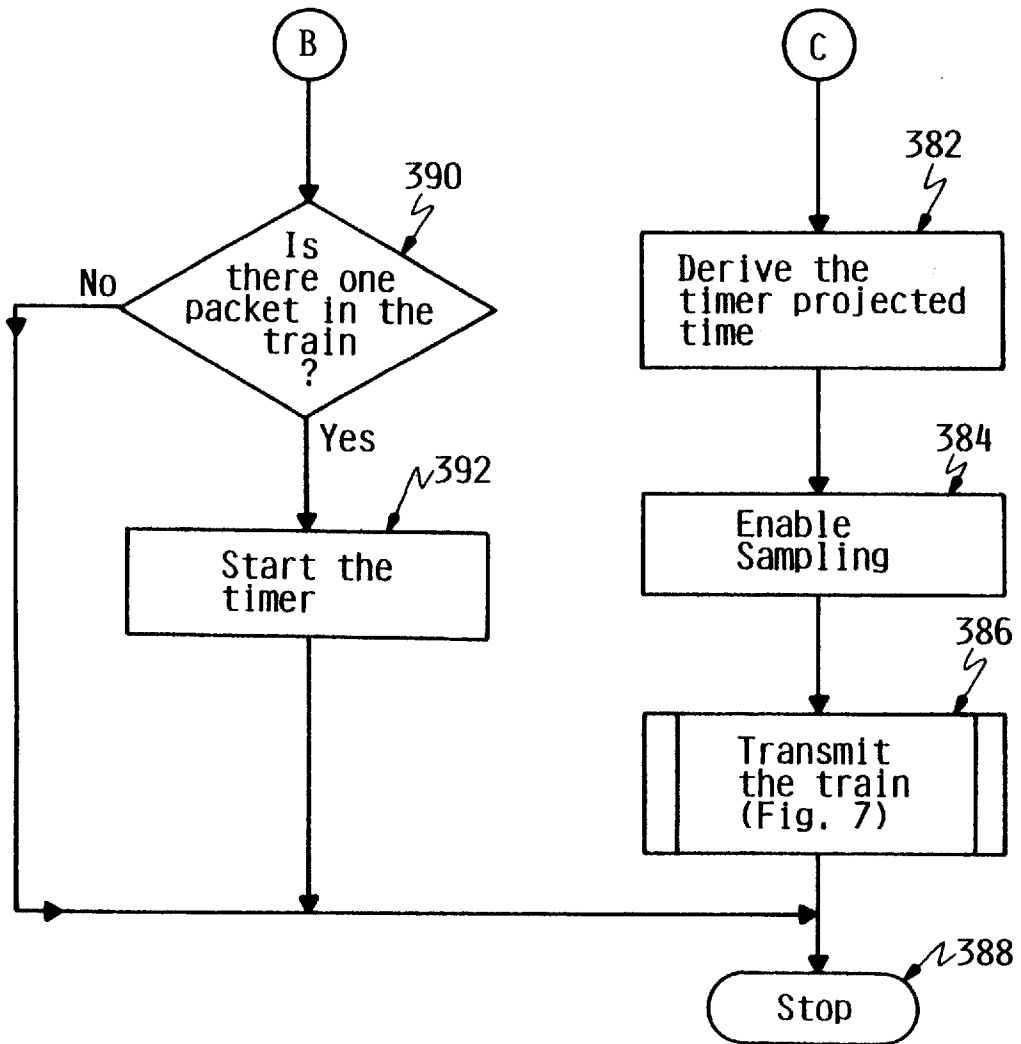 B
390
Is
there one
packet in the
train
?
No
Yes
392
Start the
timer
C
382
Derive the
timer projected
time
384
Enable
Sampling
386
Transmit
the train
(Fig. 7)
388
Stop